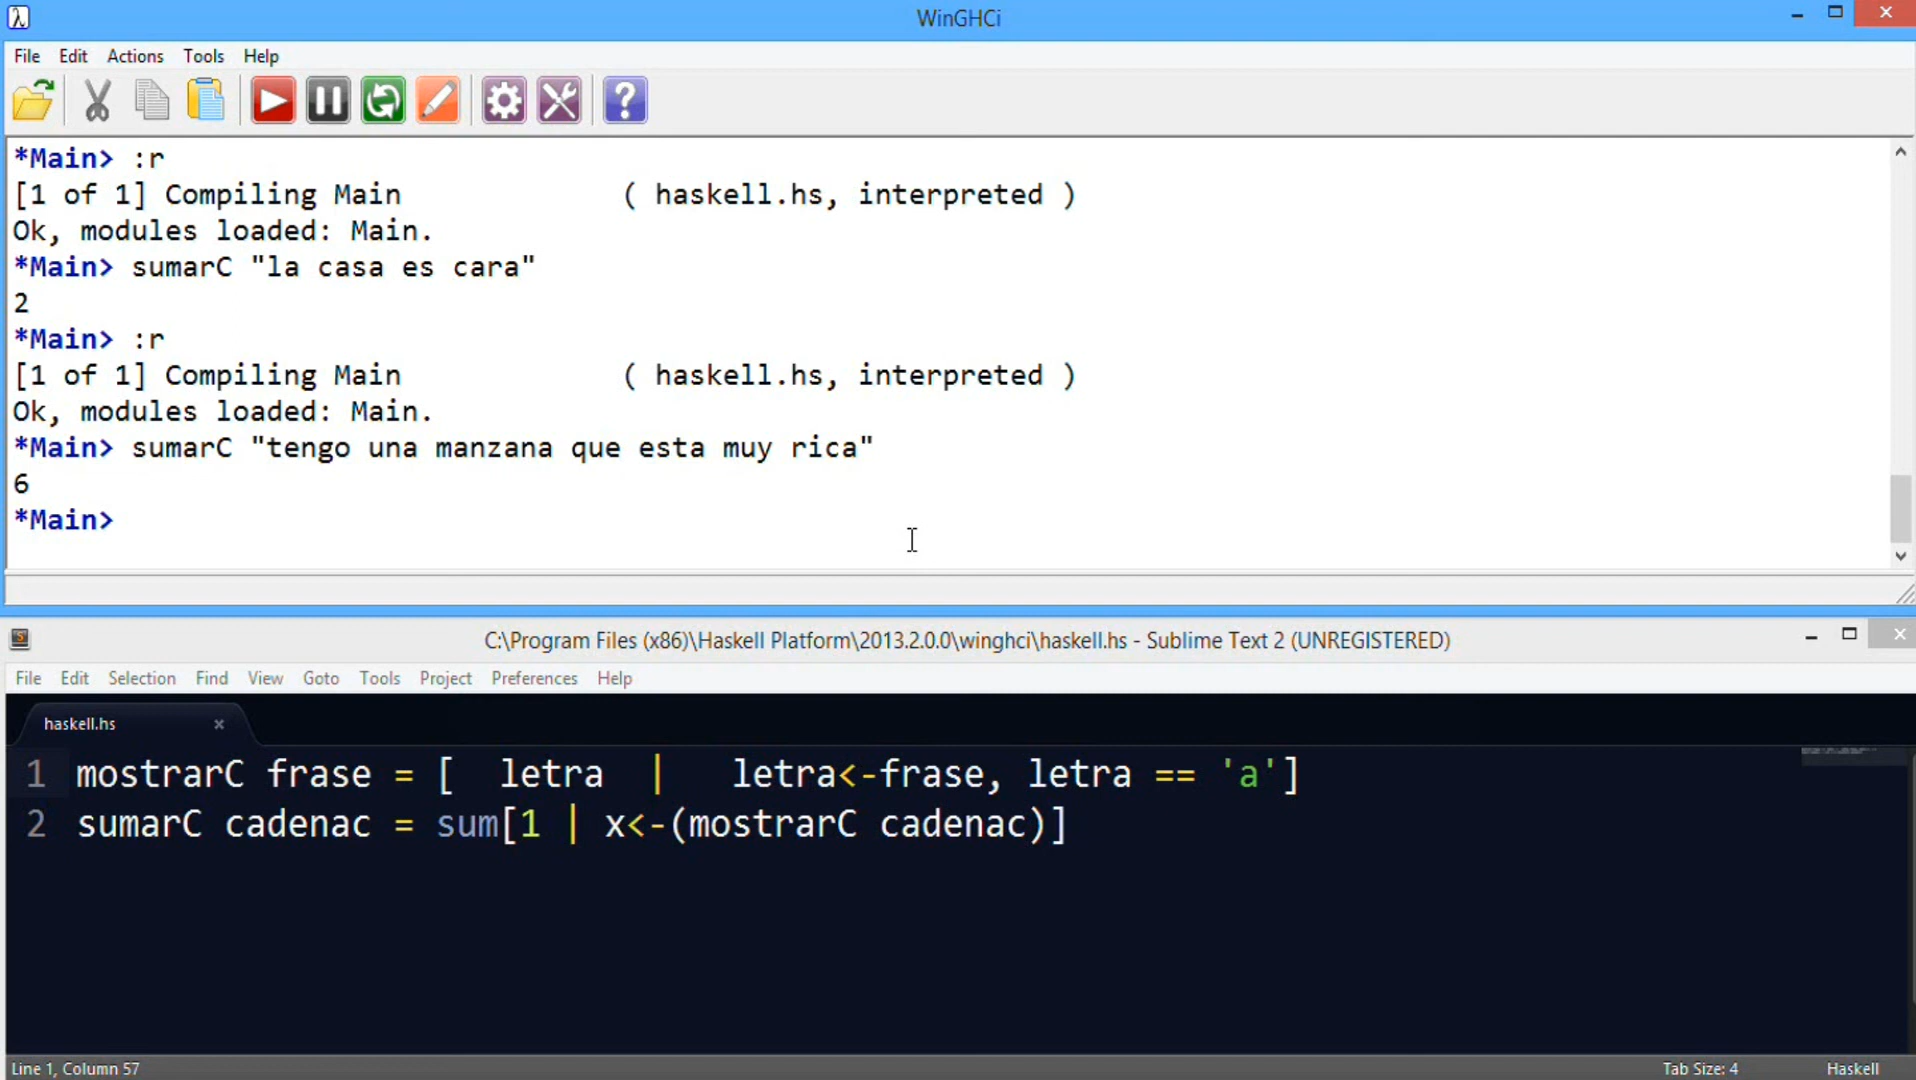 WinGHCi
File Edit Actions Tools Help
*Main> :r
[1 of 1] Compiling Main             ( haskell.hs, interpreted )
Ok, modules loaded: Main.
*Main> sumarC "la casa es cara"
2
*Main> :r
[1 of 1] Compiling Main             ( haskell.hs, interpreted )
Ok, modules loaded: Main.
*Main> sumarC "tengo una manzana que esta muy rica"
6
*Main>
C:\Program Files (x86)\Haskell Platform\2013.2.0.0\winghci\haskell.hs - Sublime Text 2 (UNREGISTERED)
File Edit Selection Find View Goto Tools Project Preferences Help
haskell.hs ×
1 mostrarC frase = [  letra  |   letra<-frase, letra == 'a']
2 sumarC cadenac = sum[1 | x<-(mostrarC cadenac)]
Line 1, Column 57 Tab Size: 4 Haskell